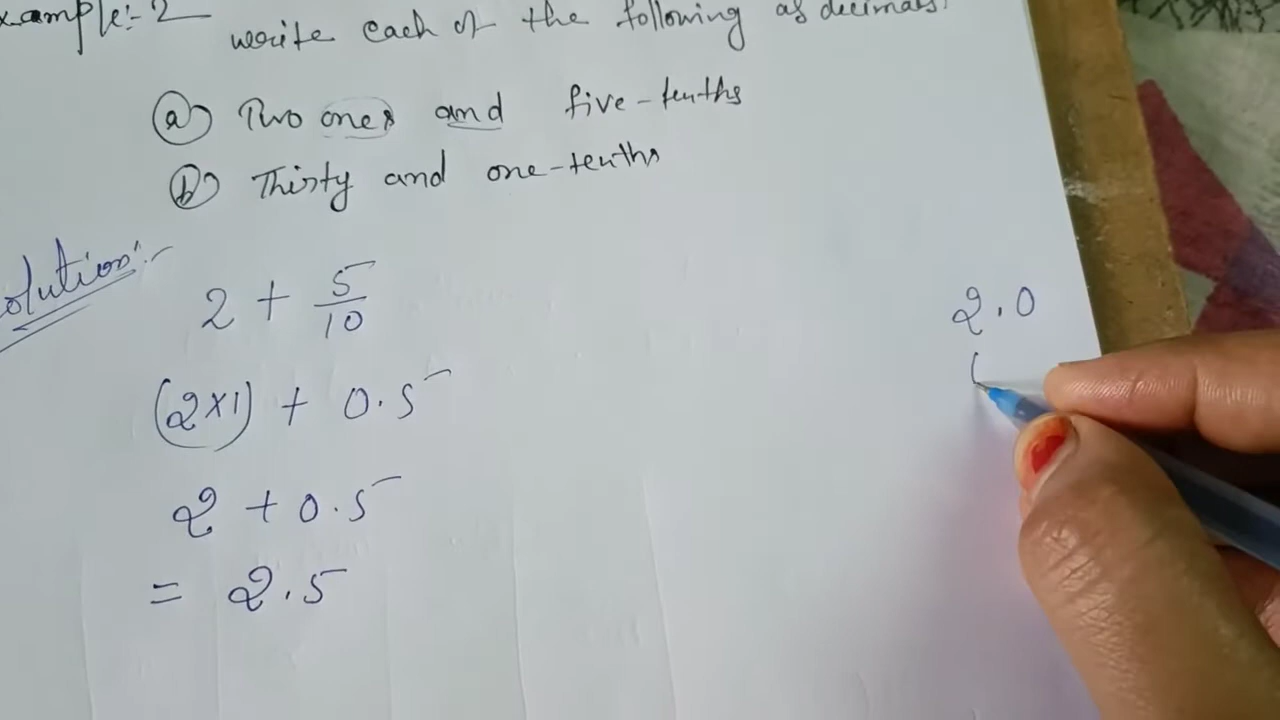 xample:- 2 write each of the following as decimals.
(a) Two ones and five-tenths
(b) Thirty and one-tenths
olution:-
2 + 5/10
(2×1) + 0.5
2 + 0.5
= 2.5
2.0